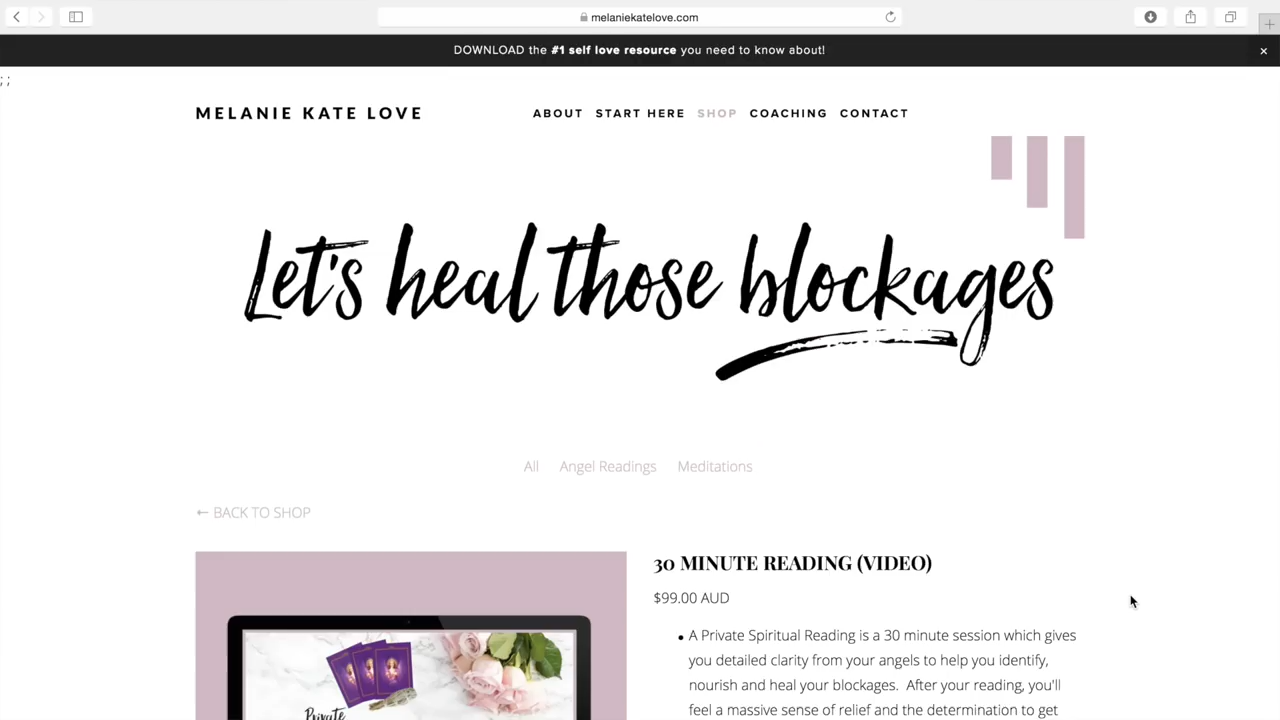 melaniekatelove.com
DOWNLOAD the #1 self love resource you need to know about!
; ;
MELANIE KATE LOVE
ABOUT START HERE SHOP COACHING CONTACT
Let's heal those blockages
All Angel Readings Meditations
← BACK TO SHOP
30 MINUTE READING (VIDEO)
$99.00 AUD
• A Private Spiritual Reading is a 30 minute session which gives
you detailed clarity from your angels to help you identify,
nourish and heal your blockages. After your reading, you'll
feel a massive sense of relief and the determination to get
Private